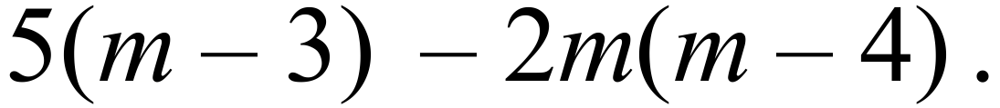 5(m − 3) − 2m(m − 4) .